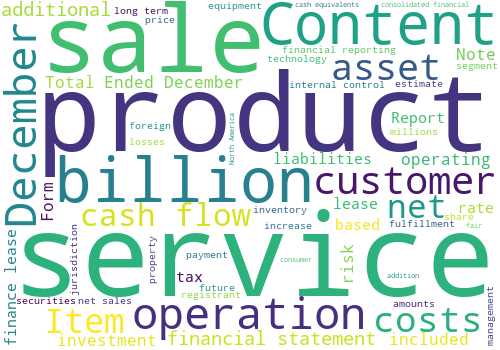 additional
long term
price
equipment
cash equivalents
consolidated financial
sale
Content
financial reporting
technology
Note
segment
asset
Total Ended December
internal control
estimate
December
product
foreign
losses
North America
Report
millions
liabilities
operating
billion
customer
Form
cash flow
lease
net
rate
inventory
increase
based
share
fulfillment
fair
service
finance lease
jurisdiction
property
payment
consumer
risk
tax
future
registrant
addition
securities
net sales
amounts
management
Item
operation
costs
investment
financial statement
included